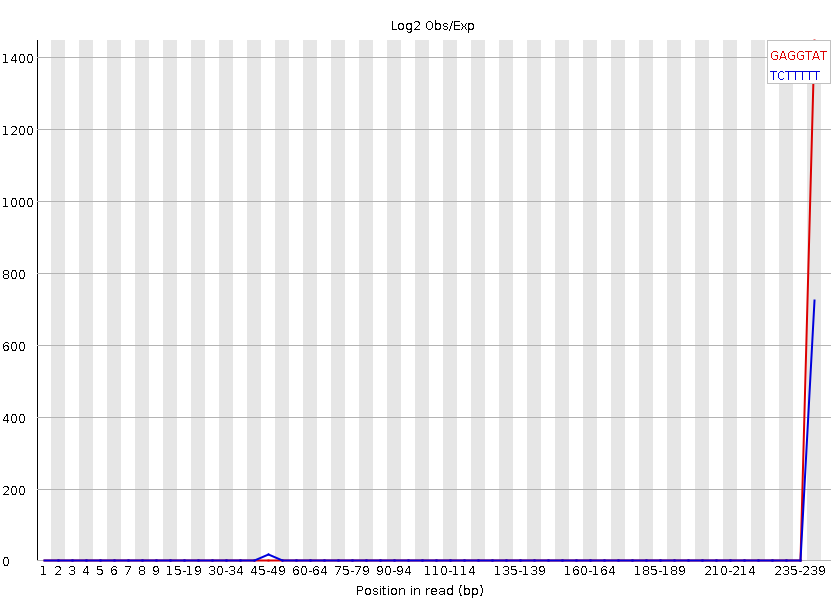 Log2 Obs/Exp
GAGGTAT
TCTTTTT
1400
1200
1000
800
600
400
200
0
1 2 3 4 5 6 7 8 9 15-19 30-34 45-49 60-64 75-79 90-94 110-114 135-139 160-164 185-189 210-214 235-239
Position in read (bp)